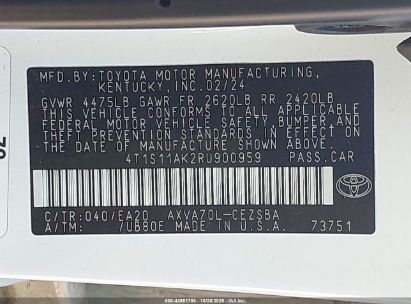 MFD. BY: TOYOTA MOTOR MANUFACTURING,
KENTUCKY, INC. 02/24
GVWR 4475LB GAWR FR 2620LB RR 2420LB
THIS VEHICLE CONFORMS TO ALL APPLICABLE
FEDERAL MOTOR VEHICLE SAFETY, BUMPER, AND
THEFT PREVENTION STANDARDS IN EFFECT
ON THE DATE OF MANUFACTURE SHOWN ABOVE.
4T1S11AK2RU900959 PASS. CAR
C/TR: 040/EA20 AXVA70L-CEZSBA
A/TM: /UB80E MADE IN U.S.A. 73751
TOYOTA